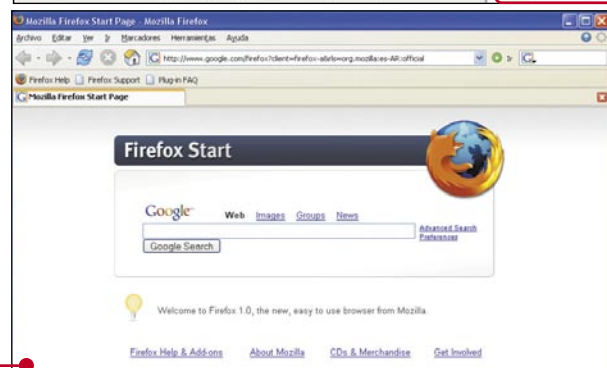 Mozilla Firefox Start Page - Mozilla Firefox
Archivo Editar Ver Ir Marcadores Herramientas Ayuda
http://www.google.com/firefox?client=firefox-a&rls=org.mozilla:es-AR:official Ir
Firefox Help Firefox Support Plug-in FAQ
Mozilla Firefox Start Page
Firefox Start
Google Web Images Groups News
Advanced Search
Preferences
Google Search
Welcome to Firefox 1.0, the new, easy to use browser from Mozilla.
Firefox Help & Add-ons About Mozilla CDs & Merchandise Get Involved